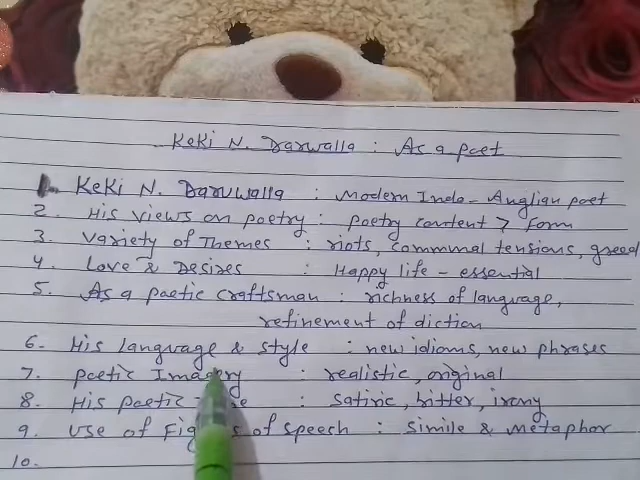 Keki N. Daruwalla : As a poet
1. Keki N. Daruwalla : Modern Indo-Anglian poet
2. His views on poetry : poetry content > form
3. Variety of Themes : riots, communal tensions, greed
4. Love & Desires : Happy life - essential
5. As a poetic craftsman : richness of language,
refinement of diction
6. His language & style : new idioms, new phrases
7. Poetic Imagery : realistic, original
8. His poetic : satiric, bitter, irony
9. Use of of speech : simile & metaphor
10.